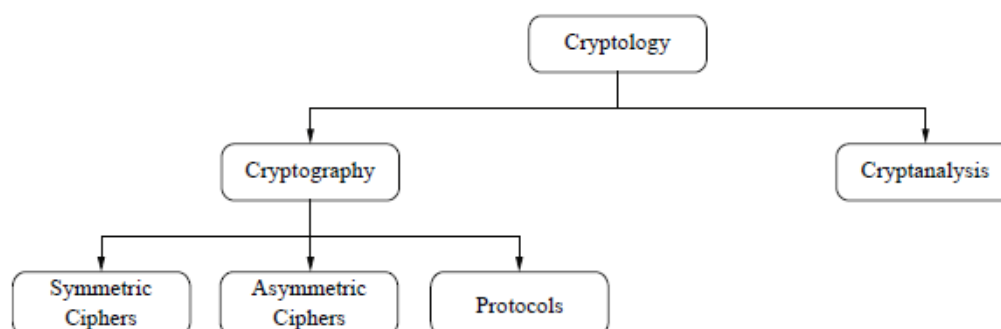 Cryptology
Cryptography
Cryptanalysis
Symmetric
Ciphers
Asymmetric
Ciphers
Protocols